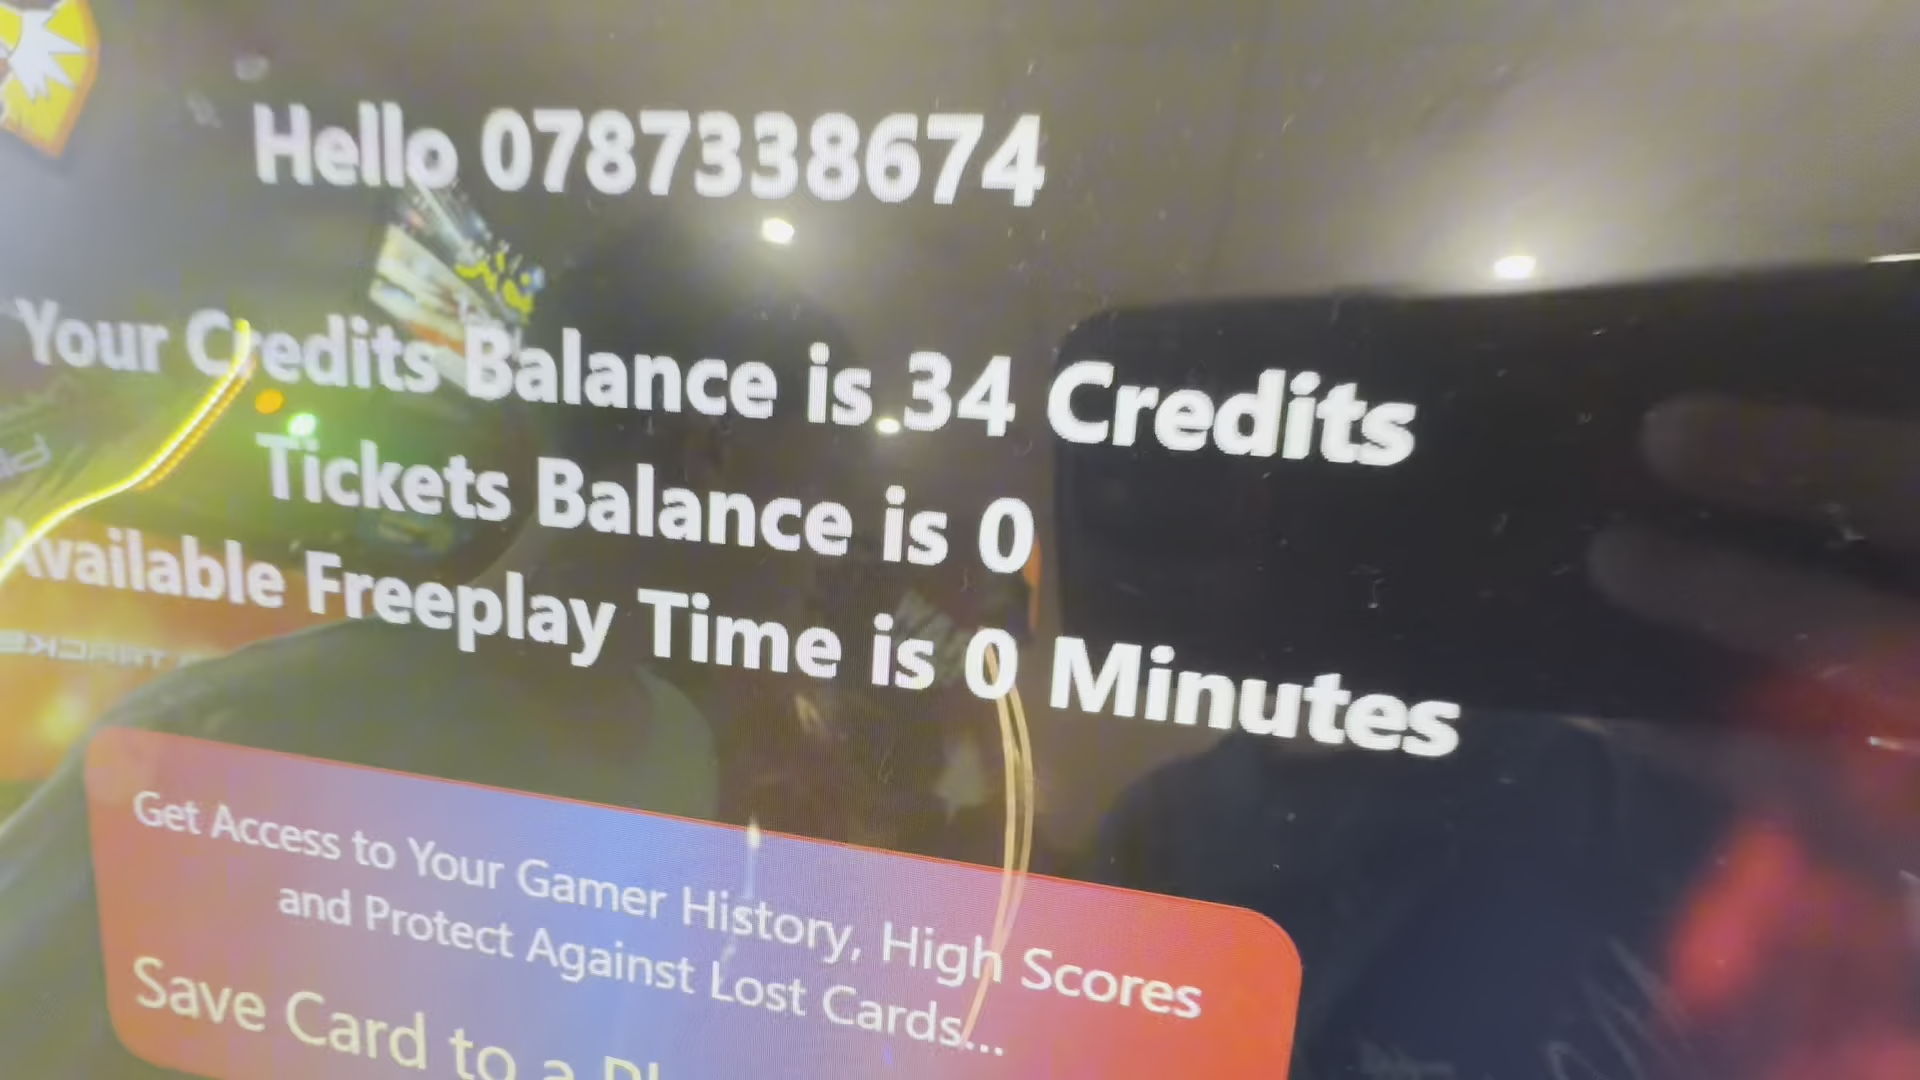 Hello 0787338674
Your Credits Balance is 34 Credits
Tickets Balance is 0
Available Freeplay Time is 0 Minutes
Get Access to Your Gamer History, High Scores
and Protect Against Lost Cards...
Save Card to a